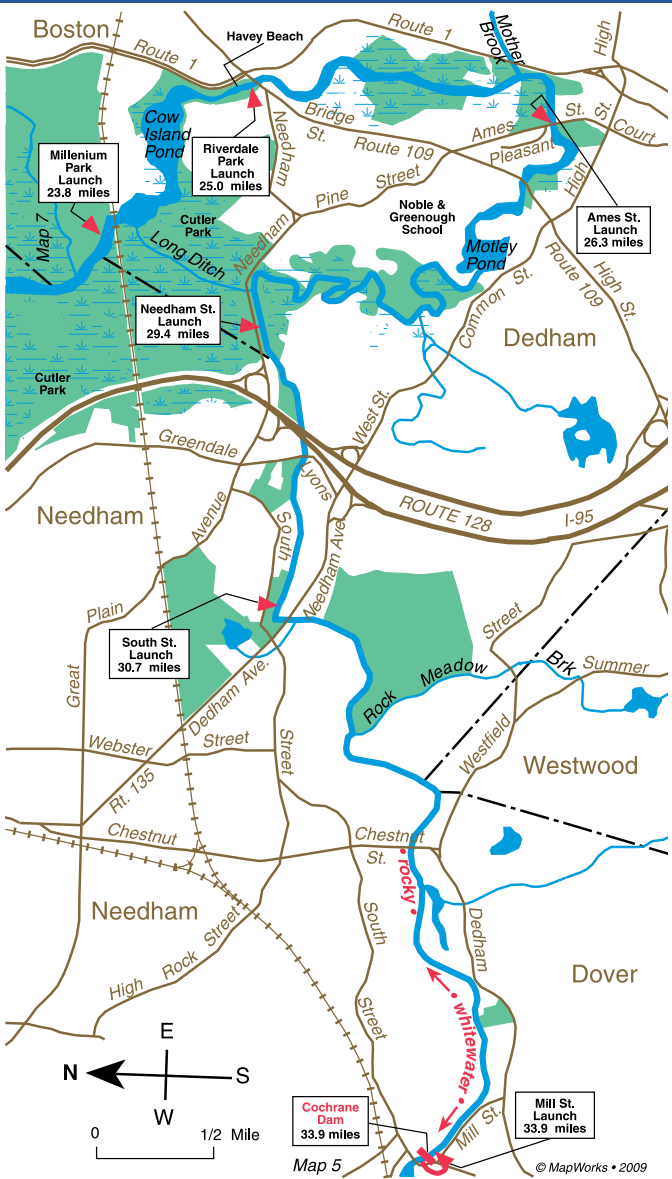 Boston
Route 1
Havey Beach
Route 1
Mother
Brook
High
St.
Cow
Island
Pond
Riverdale
Park
Launch
25.0 miles
Needham
Bridge
St.
Route 109
Ames
St.
Court
Pleasant
High
Millenium
Park
Launch
23.8 miles
Map 7
Pine Street
Noble &
Greenough
School
Ames St.
Launch
26.3 miles
Cutler
Park
Long Ditch
Needham
Motley
Pond
Common St.
Route 109
High St.
Needham St.
Launch
29.4 miles
Dedham
Cutler
Park
West St.
Greendale
Lyons
ROUTE 128
I-95
Needham
Avenue
South
Needham Ave.
Plain
Great
South St.
Launch
30.7 miles
Dedham Ave.
Rock Meadow Brk
Street
Summer
Westfield
Webster Street
Street
Rt. 135
Westwood
Chestnut
Chestnut
St.
• rocky •
Needham
High Rock Street
South
Street
Dedham
Dover
• whitewater •
E
N
S
W
0
1/2 Mile
Cochrane
Dam
33.9 miles
Mill St.
Mill St.
Launch
33.9 miles
Map 5
© MapWorks • 2009